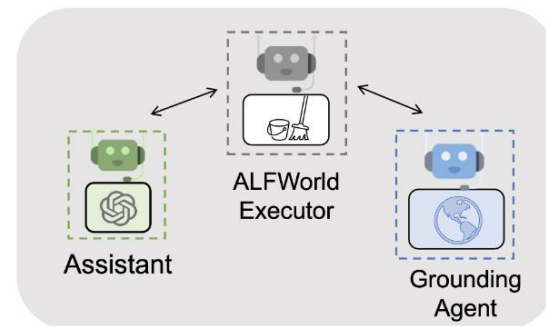 ALFWorld
Executor
Assistant
Grounding
Agent